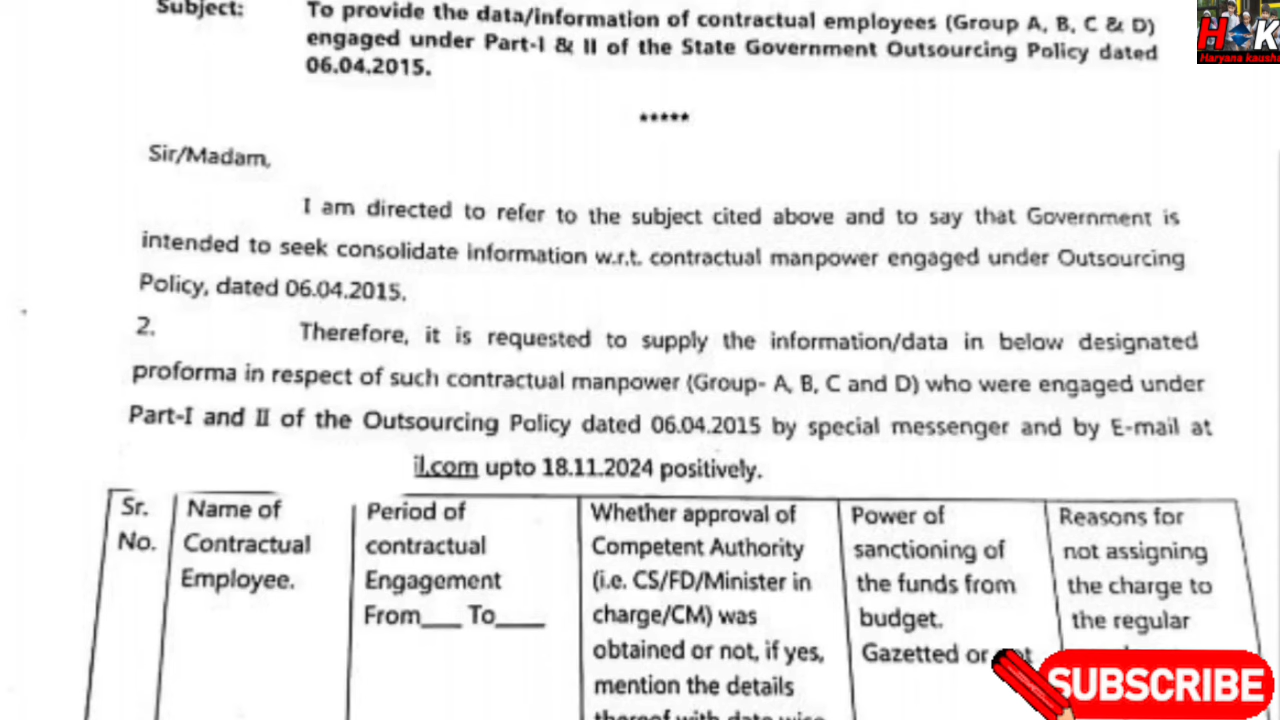 Subject: To provide the data/information of contractual employees (Group A, B, C & D)
engaged under Part-I & II of the State Government Outsourcing Policy dated
06.04.2015.
H K
Haryana kaush
*****
Sir/Madam,
I am directed to refer to the subject cited above and to say that Government is
intended to seek consolidate information w.r.t. contractual manpower engaged under Outsourcing
Policy, dated 06.04.2015.
2. Therefore, it is requested to supply the information/data in below designated
proforma in respect of such contractual manpower (Group- A, B, C and D) who were engaged under
Part-I and II of the Outsourcing Policy dated 06.04.2015 by special messenger and by E-mail at
il.com upto 18.11.2024 positively.
Sr.
No.
Name of
Contractual
Employee.
Period of
contractual
Engagement
From___ To____
Whether approval of
Competent Authority
(i.e. CS/FD/Minister in
charge/CM) was
obtained or not, if yes,
mention the details
thereof with date wise
Power of
sanctioning of
the funds from
budget.
Gazetted or
Reasons for
not assigning
the charge to
the regular
SUBSCRIBE